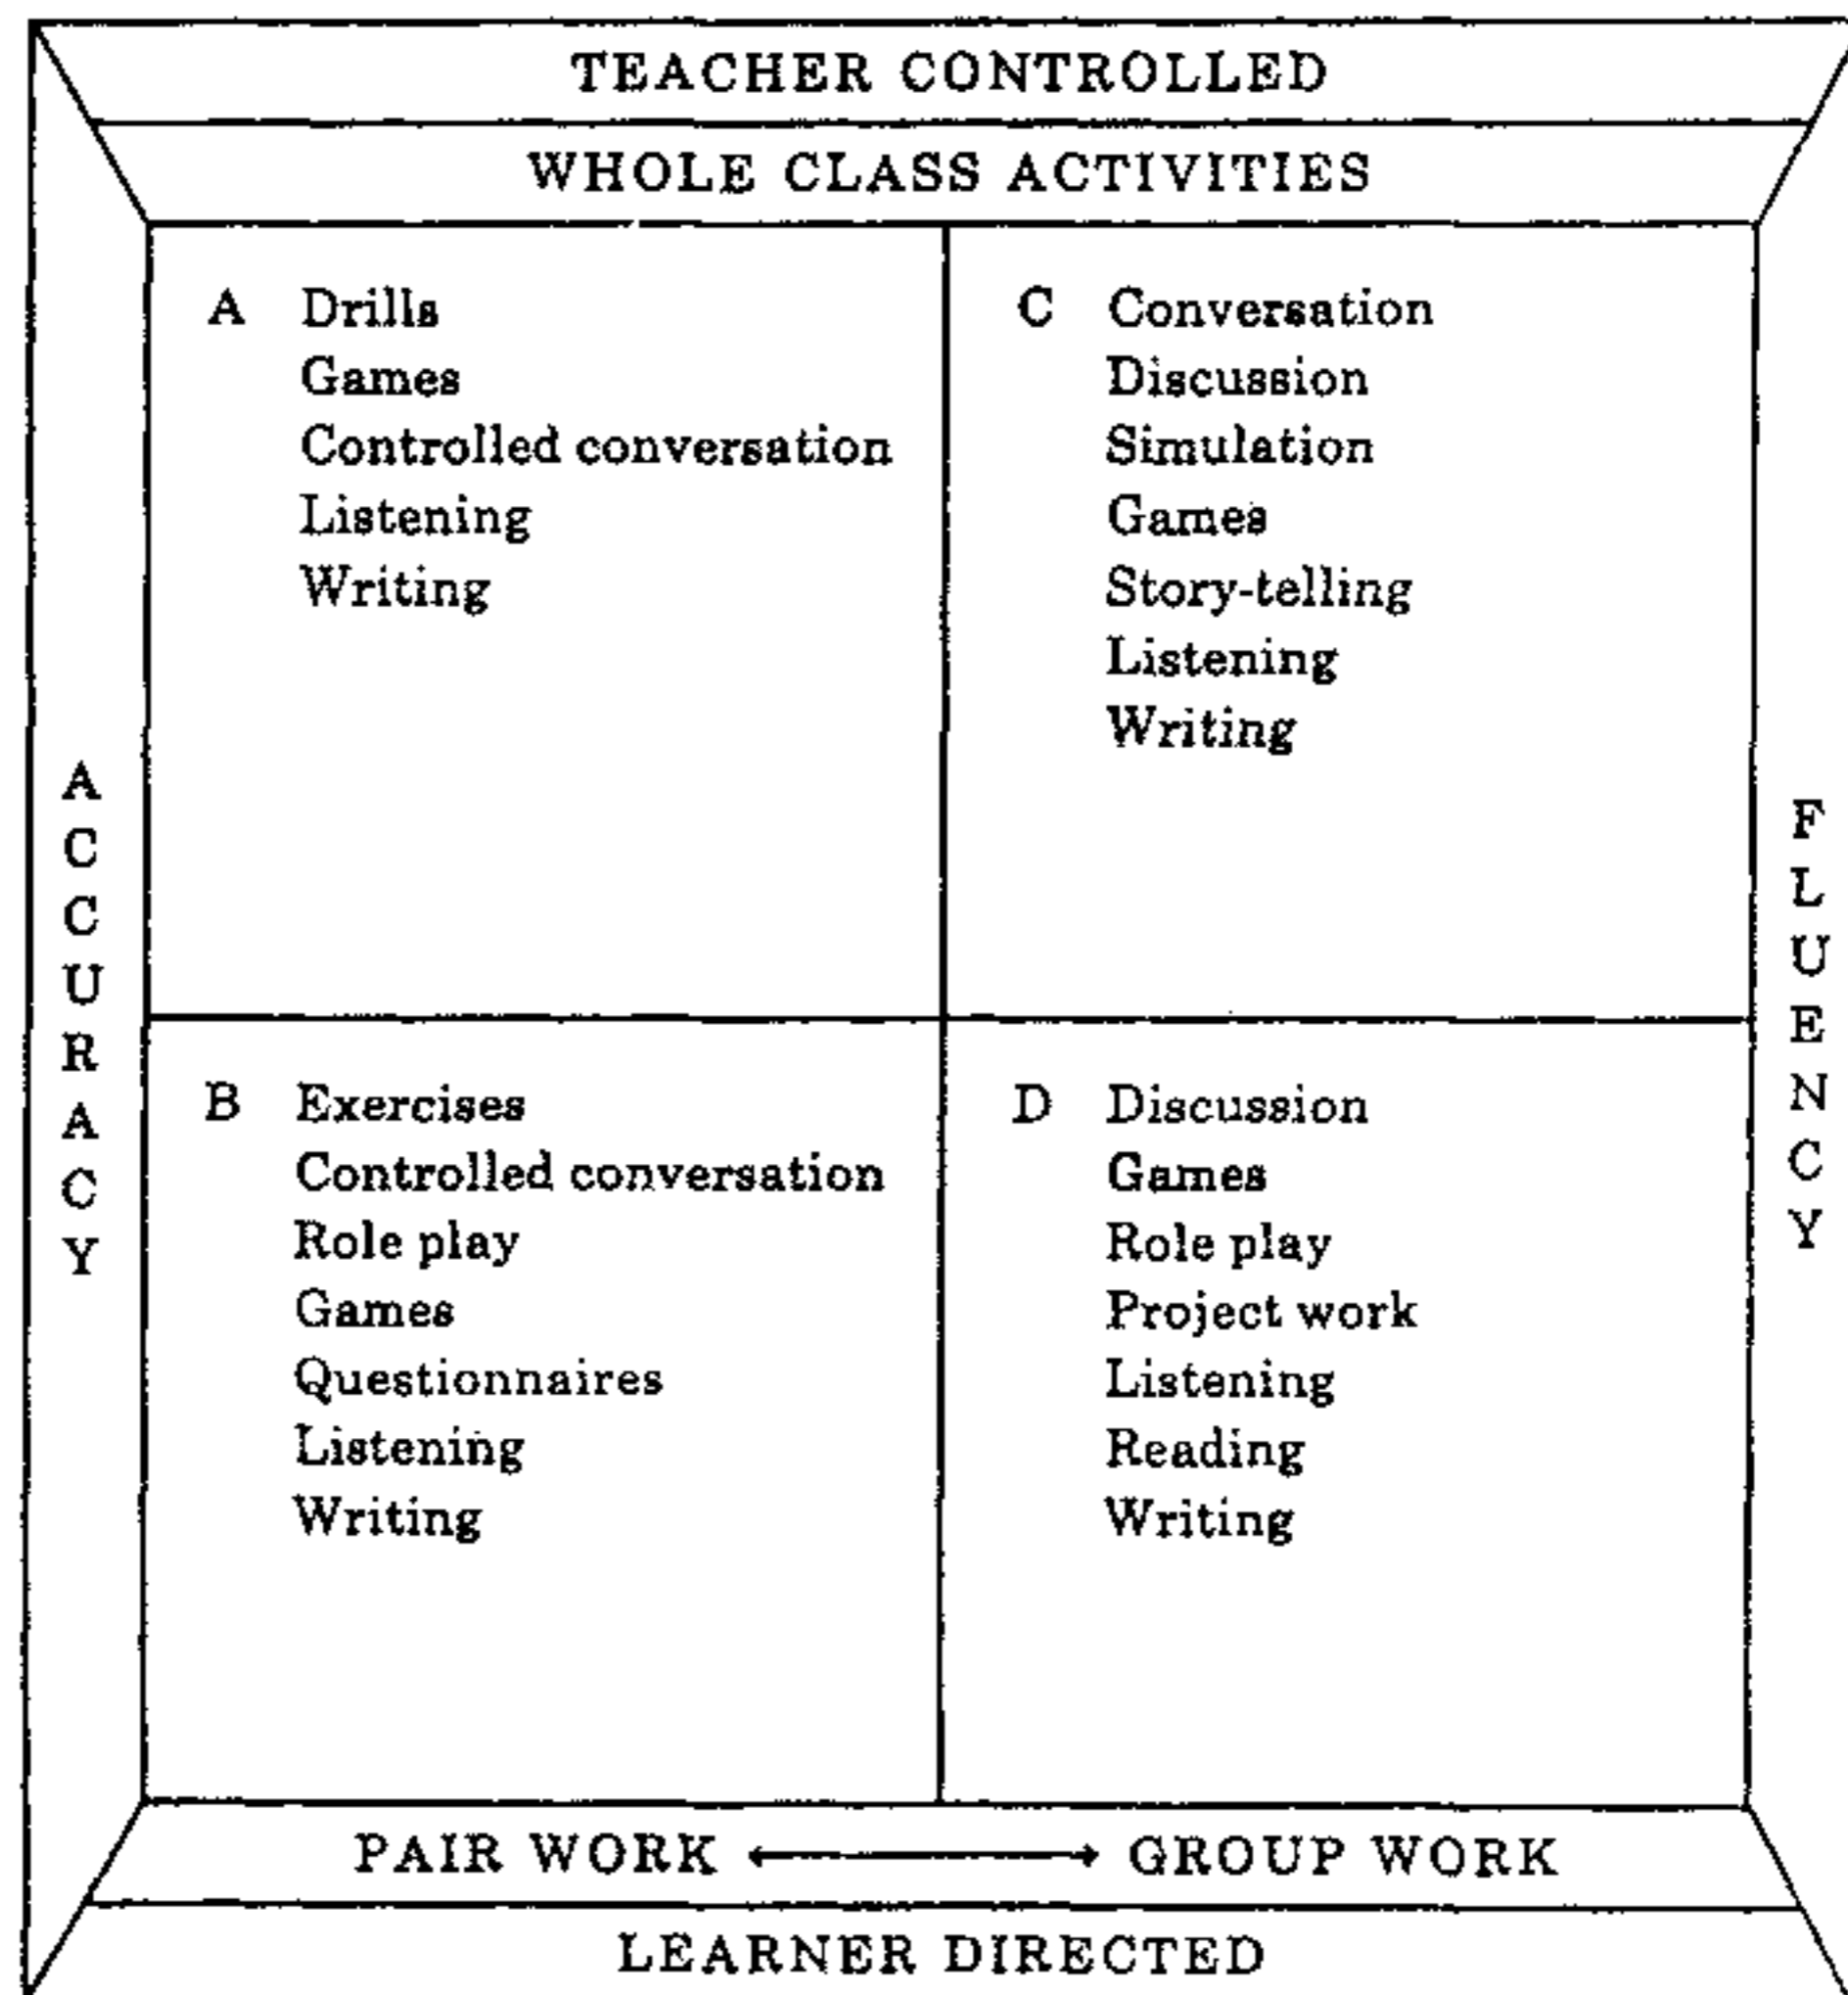 TEACHER CONTROLLED
WHOLE CLASS ACTIVITIES
A Drills
Games
Controlled conversation
Listening
Writing
C Conversation
Discussion
Simulation
Games
Story-telling
Listening
Writing
ACCURACY
FLUENCY
B Exercises
Controlled conversation
Role play
Games
Questionnaires
Listening
Writing
D Discussion
Games
Role play
Project work
Listening
Reading
Writing
PAIR WORK ⟷ GROUP WORK
LEARNER DIRECTED